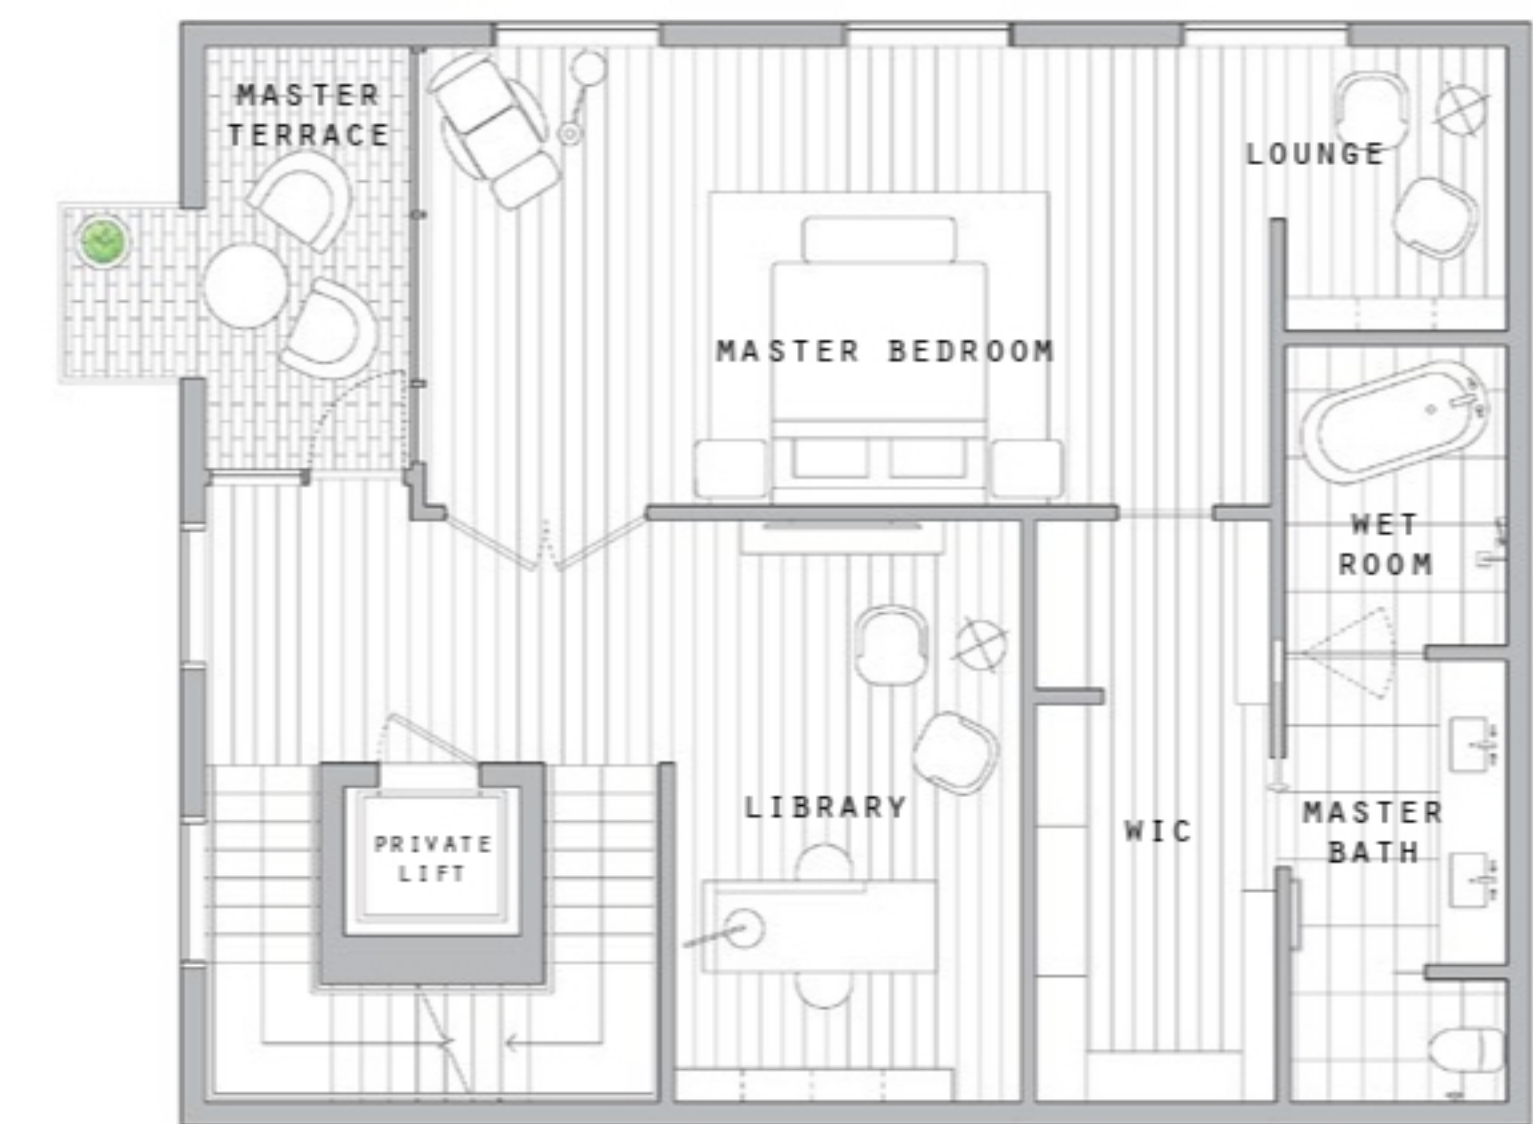 MASTER
TERRACE
LOUNGE
MASTER BEDROOM
WET
ROOM
LIBRARY
PRIVATE
LIFT
WIC
MASTER
BATH